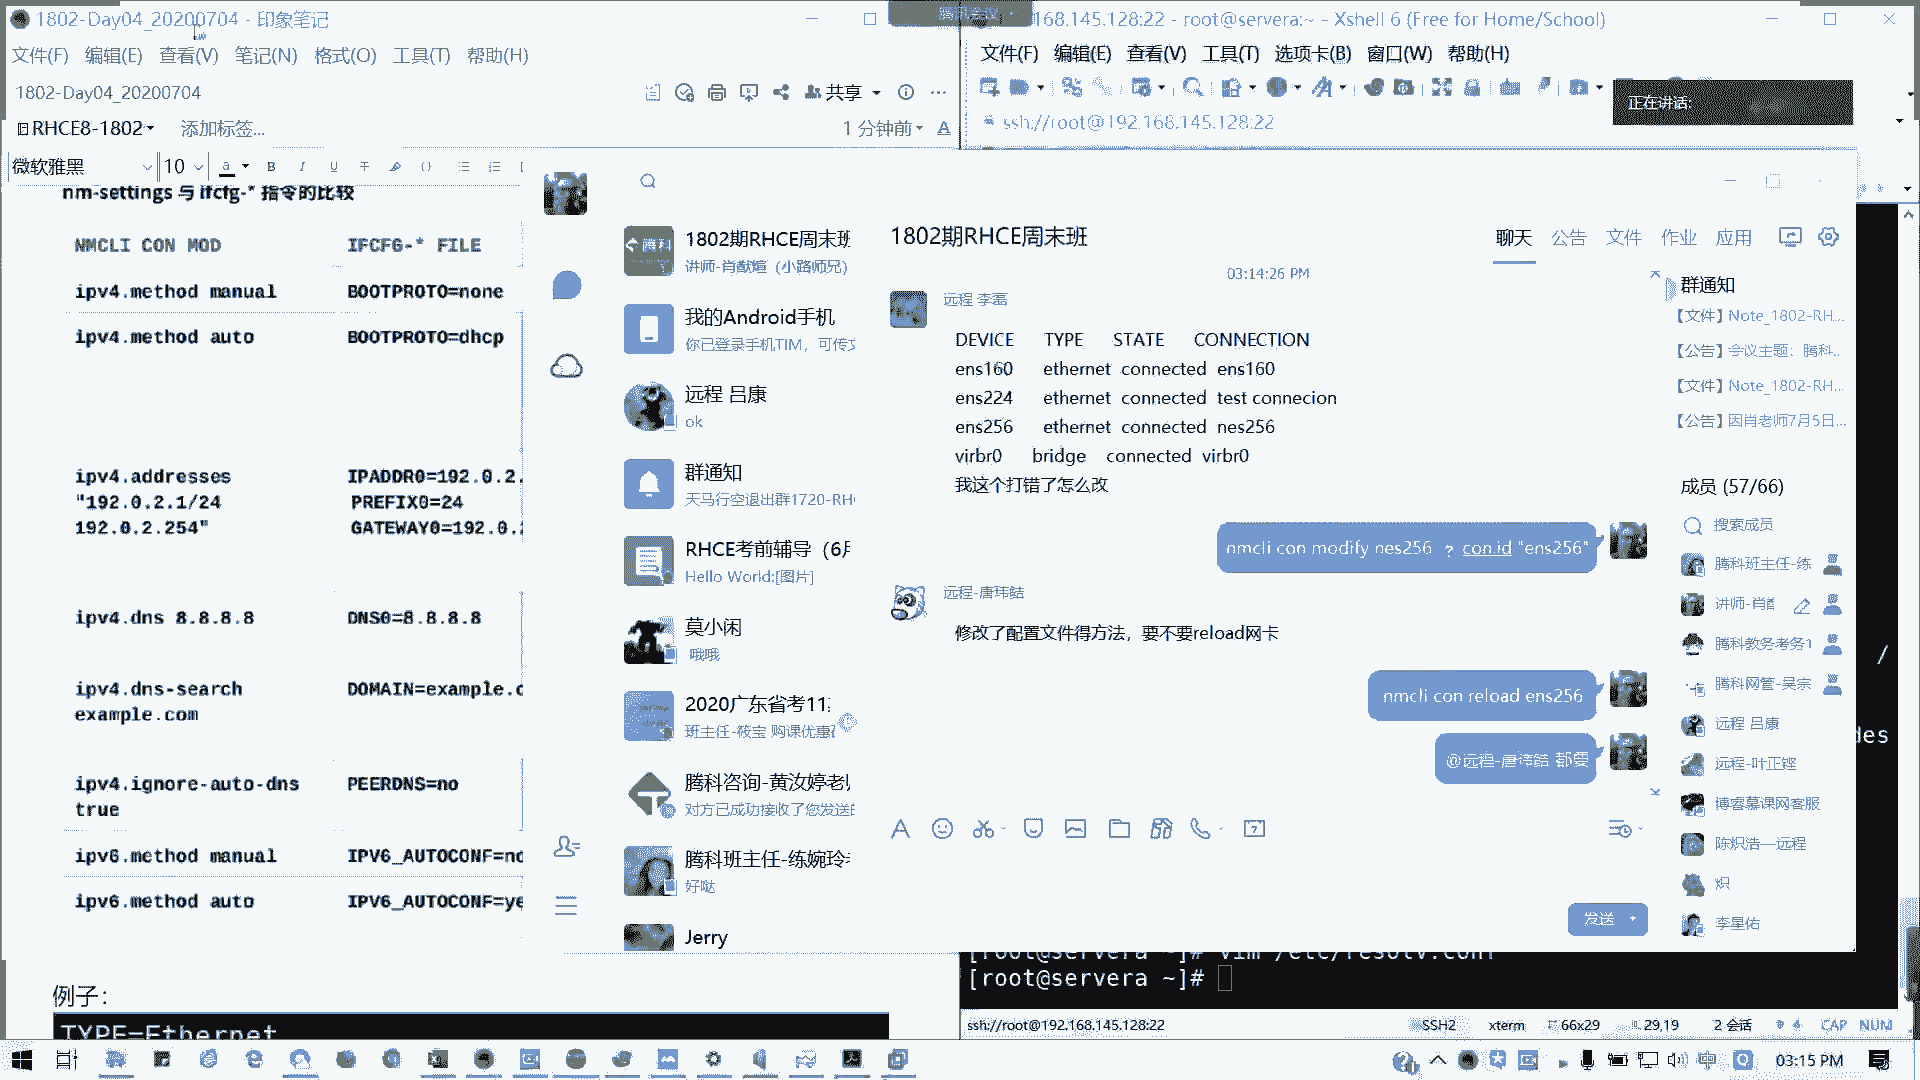 1802-Day04_20200704 - 印象笔记
文件(F) 编辑(E) 查看(V) 笔记(N) 格式(O) 工具(T) 帮助(H)
1802-Day04_20200704
共享
RHCE8-1802
添加标签...
1 分钟前
微软雅黑
10
nm-settings 与 ifcfg-* 指令的比较
NMCLI CON MOD IFCFG-* FILE
ipv4.method manual BOOTPROTO=none
ipv4.method auto BOOTPROTO=dhcp
ipv4.addresses IPADDR0=192.0.2.
"192.0.2.1/24 PREFIX0=24
192.0.2.254" GATEWAY0=192.0.
ipv4.dns 8.8.8.8 DNS0=8.8.8.8
ipv4.dns-search DOMAIN=example.c
example.com
ipv4.ignore-auto-dns PEERDNS=no
true
ipv6.method manual IPV6_AUTOCONF=no
ipv6.method auto IPV6_AUTOCONF=ye
例子：
TYPE=Ethernet
腾讯会议
168.145.128:22 - root@servera:~ - Xshell 6 (Free for Home/School)
文件(F) 编辑(E) 查看(V) 工具(T) 选项卡(B) 窗口(W) 帮助(H)
正在讲话:
ssh://root@192.168.145.128:22
1802期RHCE周末班
讲师-肖猷煊（小路师兄）
我的Android手机
你已登录手机TIM，可传文
远程 吕康
ok
群通知
天马行空退出群1720-RH
RHCE考前辅导（6月
Hello World:[图片]
莫小闲
哦哦
2020广东省考11
班主任-筱宝 购课优惠
腾科咨询-黄汝婷老
对方已成功接收了您发送的
腾科班主任-练婉玲
好哒
Jerry
1802期RHCE周末班
聊天 公告 文件 作业 应用
03:14:26 PM
远程 李磊
DEVICE TYPE STATE CONNECTION
ens160 ethernet connected ens160
ens224 ethernet connected test connecion
ens256 ethernet connected nes256
virbr0 bridge connected virbr0
我这个打错了怎么改
nmcli con modify nes256 ? con.id "ens256"
远程-唐玮喆
修改了配置文件得方法，要不要reload网卡
nmcli con reload ens256
@远程-唐玮喆 都要
发送
群通知
【文件】Note_1802-RH...
【公告】会议主题：腾科...
【文件】Note_1802-RH...
【公告】因肖老师7月5日...
成员 (57/66)
搜索成员
腾科班主任-练
讲师-肖猷
腾科教务考务1
腾科网管-吴宗
远程 吕康
远程-叶正铿
博睿慕课网客服
陈炽浩—远程
炽
李星佑
/
des
[root@servera ~]# vim /etc/resolv.conf
[root@servera ~]#
ssh://root@192.168.145.128:22 SSH2 xterm 66x29 29,19 2 会话 CAP NUM
中
03:15 PM